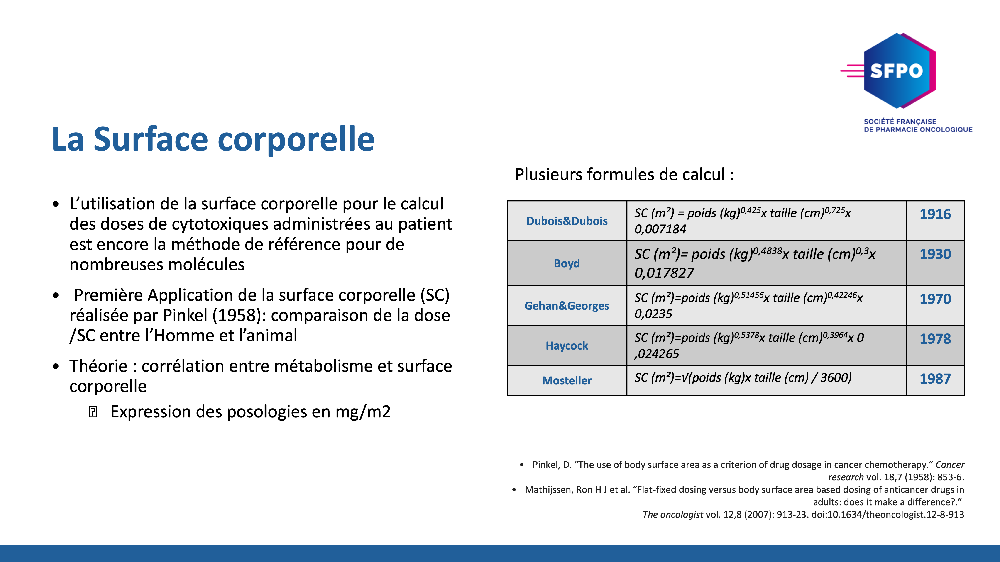 SFPO
SOCIÉTÉ FRANÇAISE
DE PHARMACIE ONCOLOGIQUE
La Surface corporelle
• L’utilisation de la surface corporelle pour le calcul
des doses de cytotoxiques administrées au patient
est encore la méthode de référence pour de
nombreuses molécules
• Première Application de la surface corporelle (SC)
réalisée par Pinkel (1958): comparaison de la dose
/SC entre l’Homme et l’animal
• Théorie : corrélation entre métabolisme et surface
corporelle
Expression des posologies en mg/m2
Plusieurs formules de calcul :
Dubois&Dubois
SC (m²) = poids (kg)^0,425x taille (cm)^0,725x
0,007184
1916
Boyd
SC (m²)= poids (kg)^0,4838x taille (cm)^0,3x
0,017827
1930
Gehan&Georges
SC (m²)=poids (kg)^0,51456x taille (cm)^0,42246x
0,0235
1970
Haycock
SC (m²)=poids (kg)^0,5378x taille (cm)^0,3964x 0
,024265
1978
Mosteller
SC (m²)=√(poids (kg)x taille (cm) / 3600)
1987
• Pinkel, D. “The use of body surface area as a criterion of drug dosage in cancer chemotherapy.” Cancer
research vol. 18,7 (1958): 853-6.
• Mathijssen, Ron H J et al. “Flat-fixed dosing versus body surface area based dosing of anticancer drugs in
adults: does it make a difference?.”
The oncologist vol. 12,8 (2007): 913-23. doi:10.1634/theoncologist.12-8-913